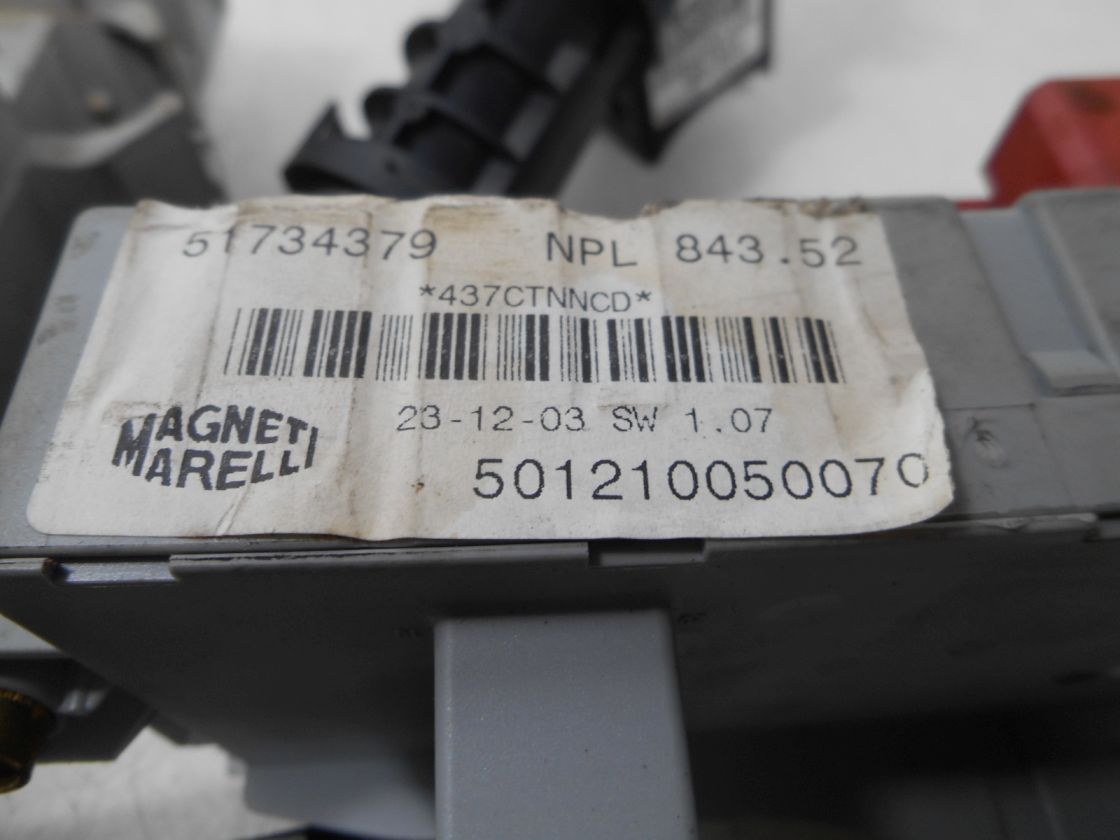 51734379 NPL 843.52
*437CTNNCD*
23-12-03 SW 1.07
MAGNETI
MARELLI
501210050070